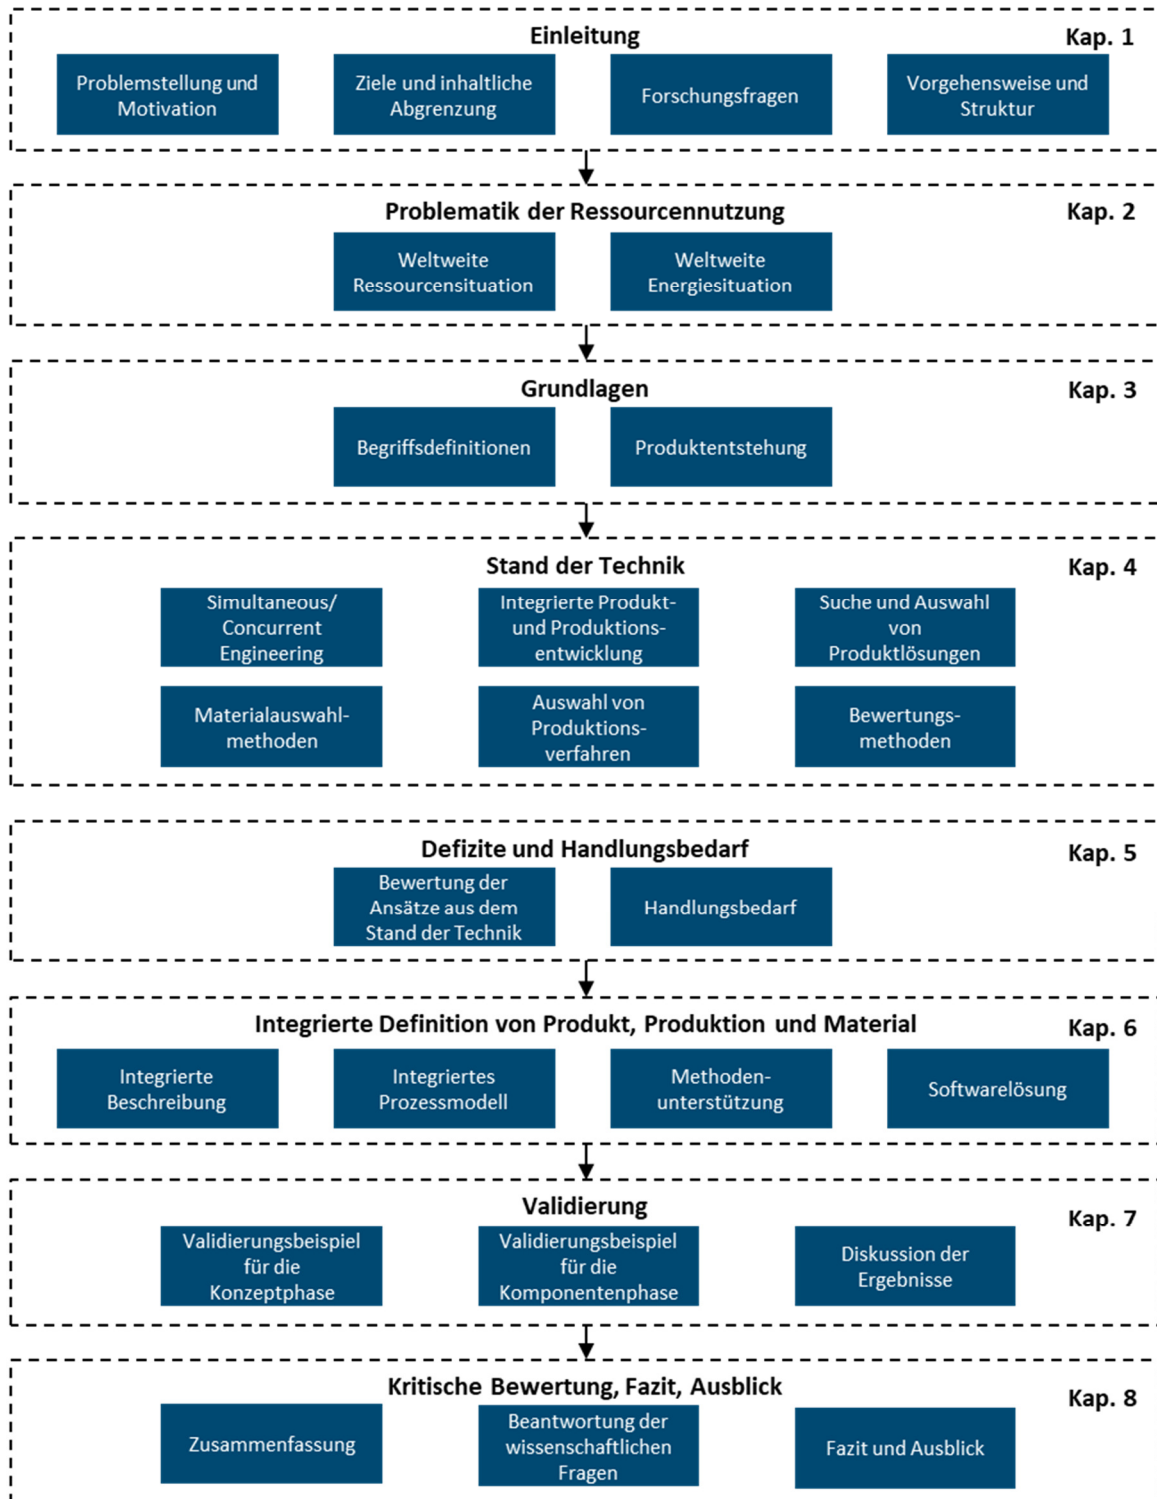 Einleitung
Kap. 1
Problemstellung und
Motivation
Ziele und inhaltliche
Abgrenzung
Forschungsfragen
Vorgehensweise und
Struktur
Problematik der Ressourcennutzung
Kap. 2
Weltweite
Ressourcensituation
Weltweite
Energiesituation
Grundlagen
Kap. 3
Begriffsdefinitionen
Produktentstehung
Stand der Technik
Kap. 4
Simultaneous/
Concurrent
Engineering
Integrierte Produkt-
und Produktions-
entwicklung
Suche und Auswahl
von
Produktlösungen
Materialauswahl-
methoden
Auswahl von
Produktions-
verfahren
Bewertungs-
methoden
Defizite und Handlungsbedarf
Kap. 5
Bewertung der
Ansätze aus dem
Stand der Technik
Handlungsbedarf
Integrierte Definition von Produkt, Produktion und Material
Kap. 6
Integrierte
Beschreibung
Integriertes
Prozessmodell
Methoden-
unterstützung
Softwarelösung
Validierung
Kap. 7
Validierungsbeispiel
für die
Konzeptphase
Validierungsbeispiel
für die
Komponentenphase
Diskussion der
Ergebnisse
Kritische Bewertung, Fazit, Ausblick
Kap. 8
Zusammenfassung
Beantwortung der
wissenschaftlichen
Fragen
Fazit und Ausblick